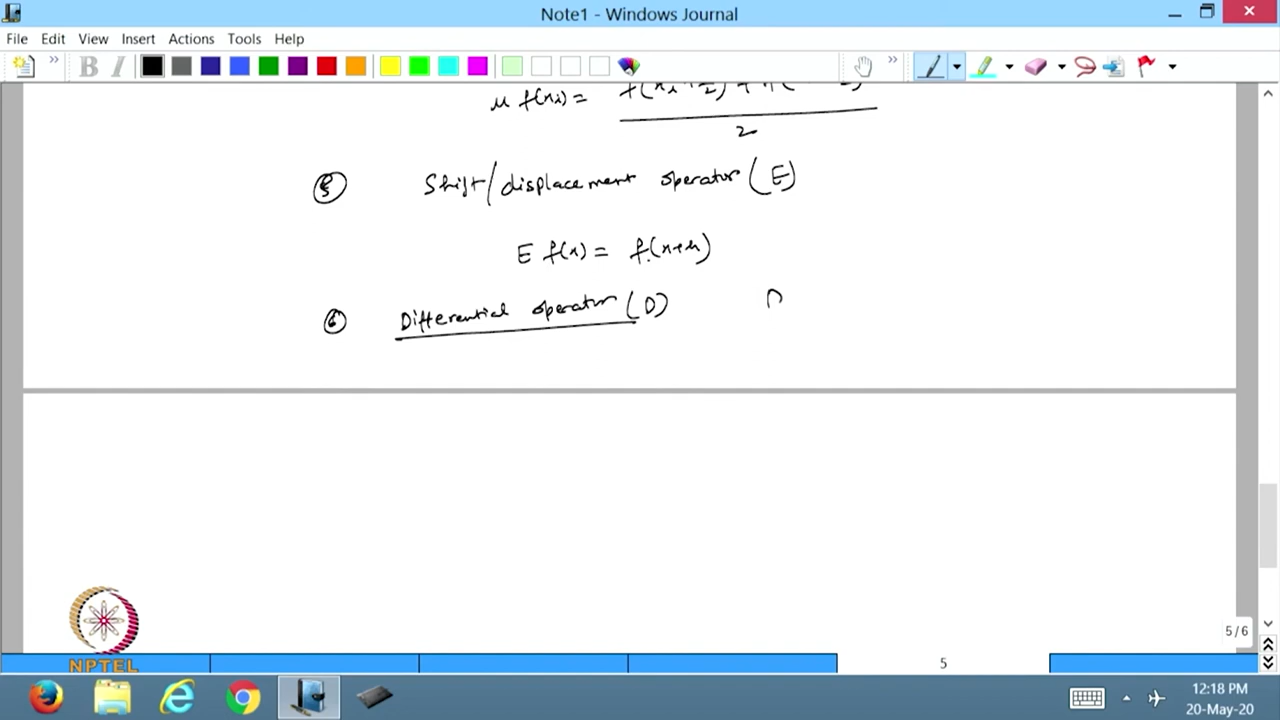 Note1 - Windows Journal
File Edit View Insert Actions Tools Help
μ f(xi) =
2
⑤ Shift/displacement operator (E)
E f(x) = f(x+h)
⑥ Differential operator (D) D
5 / 6
NPTEL
5
12:18 PM
20-May-20